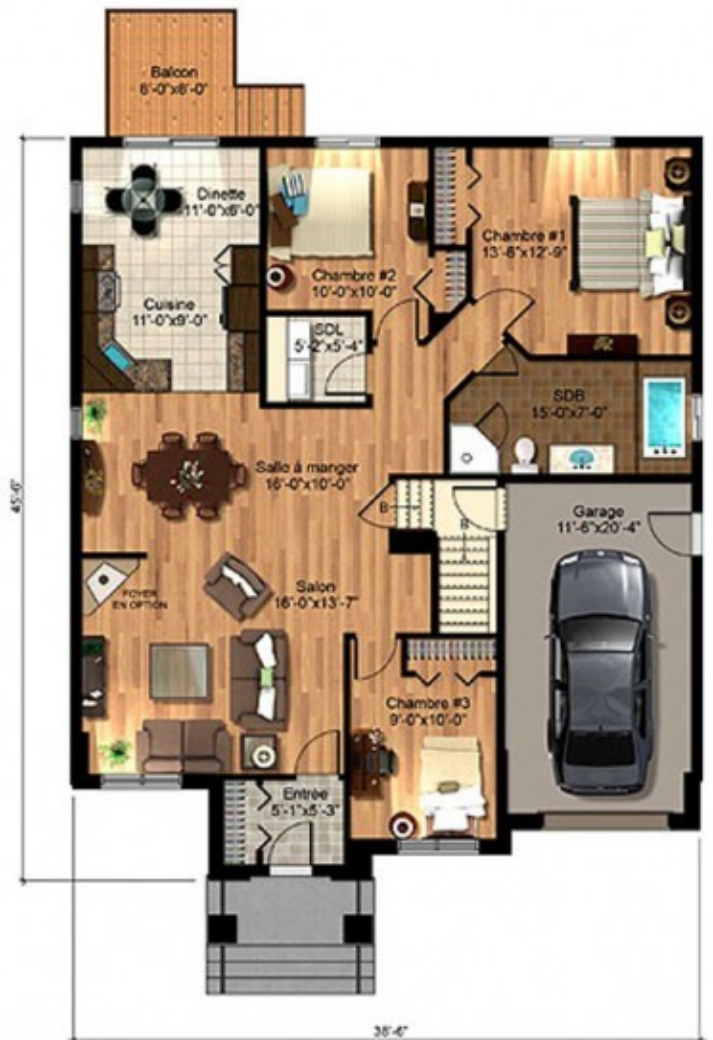 Balcon
8'-0"x8'-0"
Dinette
11'-0"x6'-0"
Chambre #1
13'-6"x12'-9"
Chambre #2
10'-0"x10'-0"
Cuisine
11'-0"x9'-0"
SDL
5'-2"x5'-4"
SDB
15'-0"x7'-0"
Salle à manger
16'-0"x10'-0"
45'-6"
B
B
Garage
11'-6"x20'-4"
FOYER
EN OPTION
Salon
16'-0"x13'-7"
Chambre #3
9'-0"x10'-0"
Entrée
5'-1"x5'-3"
38'-6"